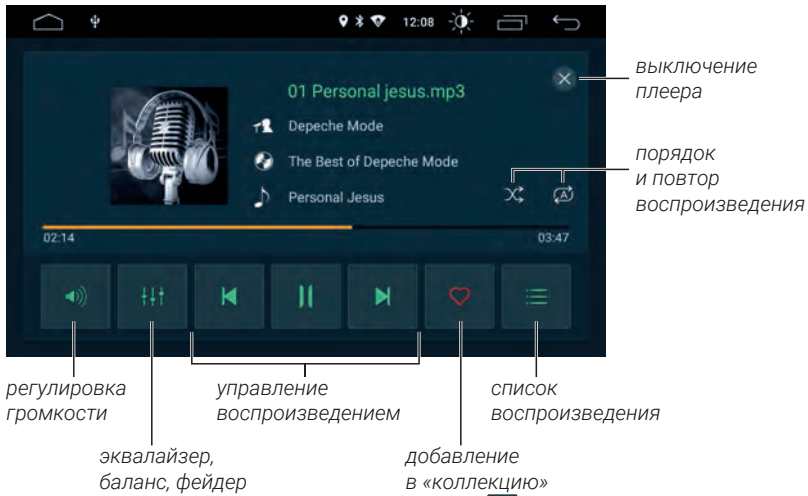 12:08
выключение
плеера
01 Personal jesus.mp3
Depeche Mode
The Best of Depeche Mode
Personal Jesus
A
порядок
и повтор
воспроизведения
02:14
03:47
регулировка
громкости
управление
воспроизведением
список
воспроизведения
эквалайзер,
баланс, фейдер
добавление
в «коллекцию»